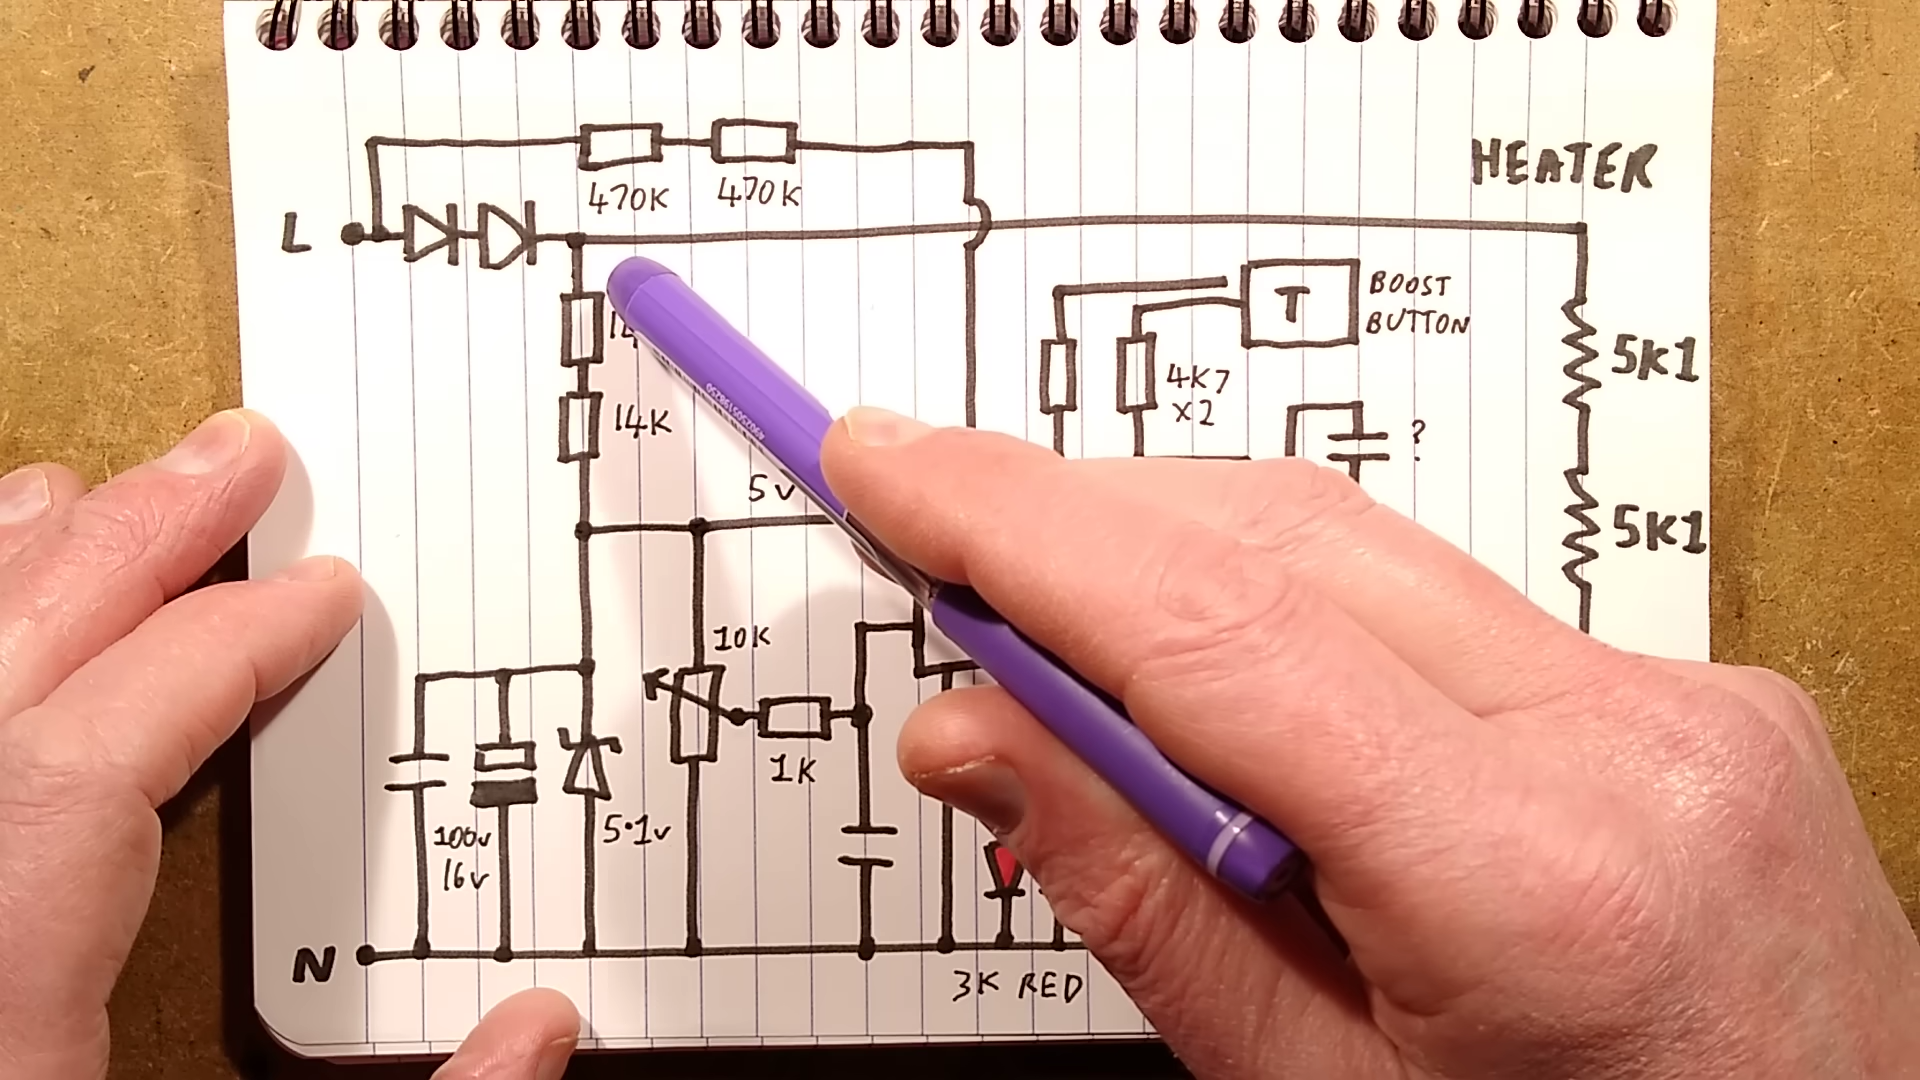 HEATER
470K
470K
L
BOOST
BUTTON
T
5K1
4K7
x2
14K
?
5v
5K1
10K
1K
5.1v
100u
16v
N
3K RED